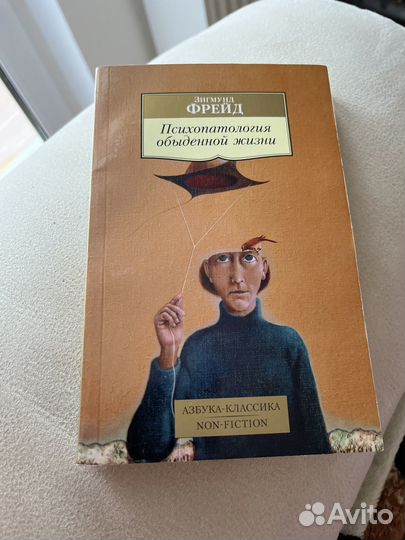 Зигмунд
ФРЕЙД
Психопатология
обыденной жизни
АЗБУКА-КЛАССИКА
NON-FICTION
Avito